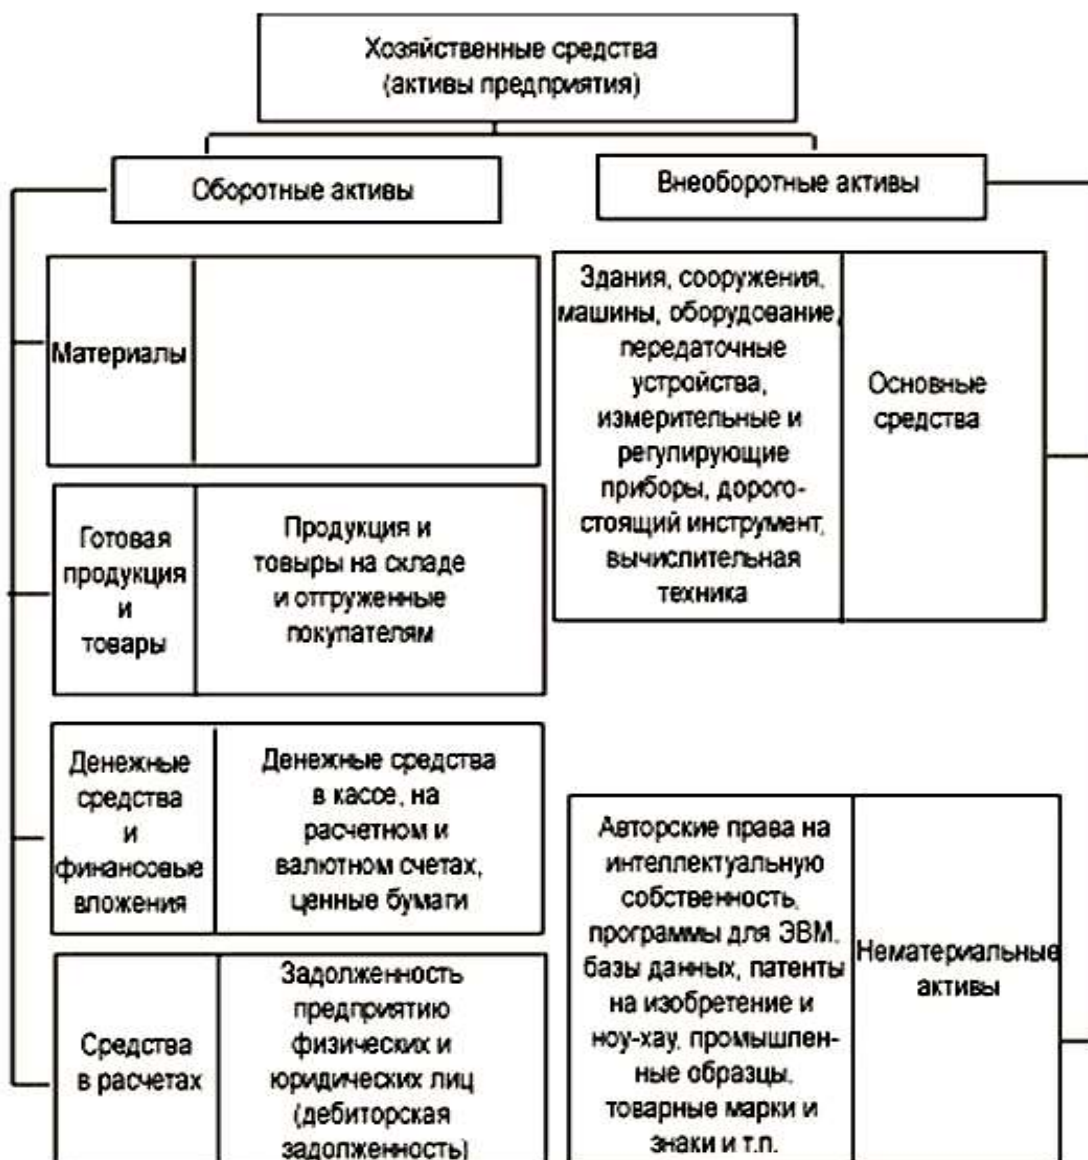 Хозяйственные средства
(активы предприятия)
Оборотные активы
Внеоборотные активы
Материалы
Готовая
продукция
и
товары
Продукция и
товыры на складе
и отгруженные
покупателям
Денежные
средства
и
финансовые
вложения
Денежные средства
в кассе, на
расчетном и
валютном счетах,
ценные бумаги
Средства
в расчетах
Задолженность
предприятию
физических и
юридических лиц
(дебиторская
задолженность)
Здания, сооружения,
машины, оборудование,
передаточные
устройства,
измерительные и
регулирующие
приборы, дорого-
стоящий инструмент,
вычислительная
техника
Основные
средства
Авторские права на
интеллектуальную
собственность,
программы для ЭВМ,
базы данных, патенты
на изобретение и
ноу-хау, промышлен-
ные образцы,
товарные марки и
знаки и т.п.
Нематериальные
активы